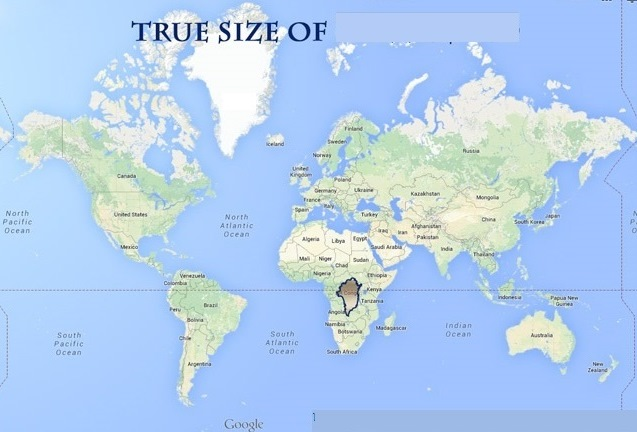 TRUE SIZE OF
Iceland
Finland
Sweden
Norway
Russia
United
Kingdom
Poland
Germany
Ukraine
France
Italy
Spain
Turkey
Kazakhstan
Mongolia
China
Japan
South Korea
Afghanistan
Pakistan
Iraq
Iran
India
Thailand
Saudi Arabia
Canada
United States
Mexico
North
Pacific
Ocean
North
Atlantic
Ocean
Algeria
Libya
Egypt
Mali
Niger
Chad
Sudan
Nigeria
Ethiopia
Kenya
Tanzania
Angola
Namibia
Botswana
Madagascar
South Africa
Venezuela
Colombia
Peru
Brazil
Bolivia
Chile
Argentina
South
Pacific
Ocean
South
Atlantic
Ocean
Indian
Ocean
Indonesia
Papua New
Guinea
Australia
New
Zealand
Google